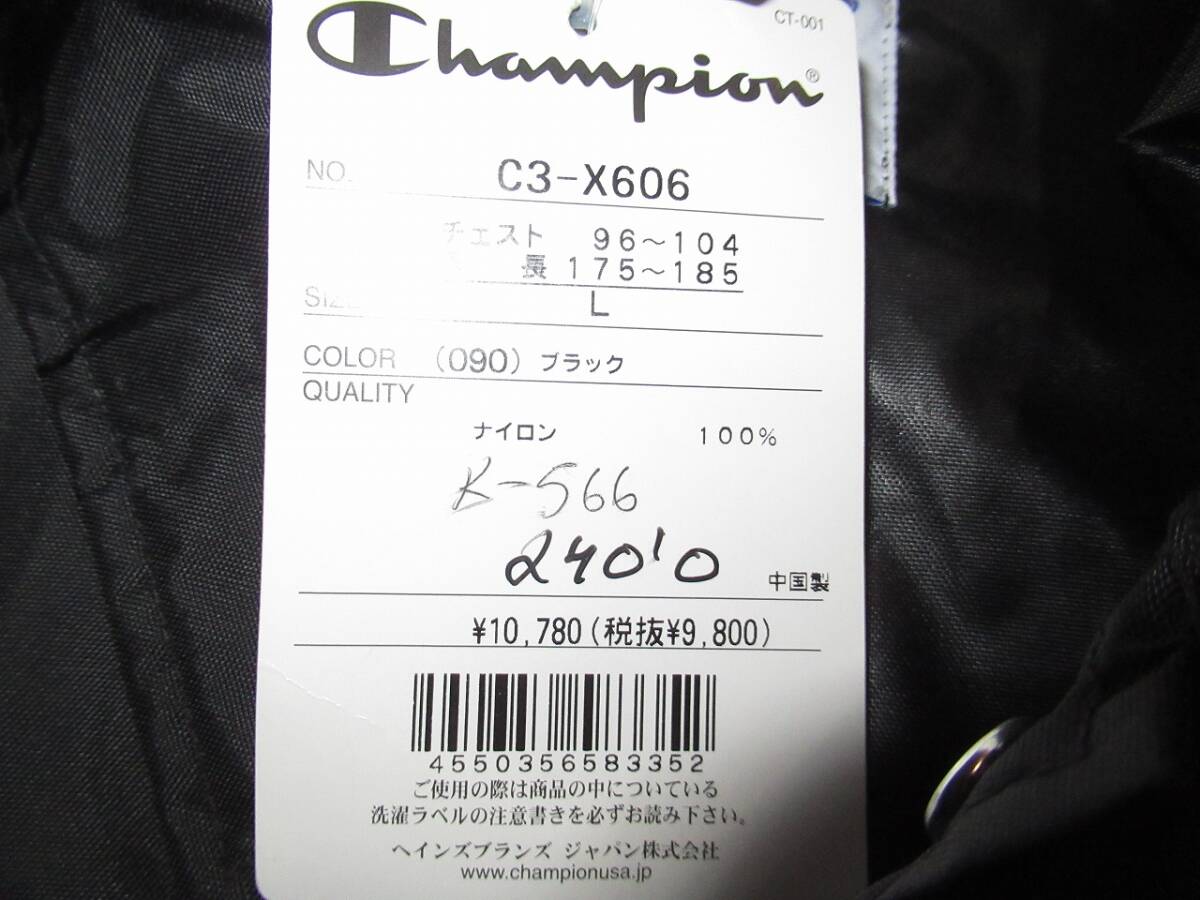 CT-001
Champion®
NO. C3-X606
チェスト 96～104
長 175～185
SIZE L
COLOR (090) ブラック
QUALITY
ナイロン 100%
K-566
240'0
中国製
¥10,780(税抜¥9,800)
4550356583352
ご使用の際は商品の中についている
洗濯ラベルの注意書きを必ずお読み下さい。
ヘインズブランズ ジャパン株式会社
www.championusa.jp